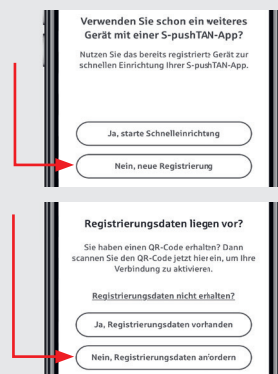 Verwenden Sie schon ein weiteres
Gerät mit einer S-pushTAN-App?
Nutzen Sie das bereits registrierte Gerät zur
schnellen Einrichtung Ihrer S-pushTAN-App.
Ja, starte Schnelleinrichtung
Nein, neue Registrierung
Registrierungsdaten liegen vor?
Sie haben einen QR-Code erhalten? Dann
scannen Sie den QR-Code jetzt hier ein, um Ihre
Verbindung zu aktivieren.
Registrierungsdaten nicht erhalten?
Ja, Registrierungsdaten vorhanden
Nein, Registrierungsdaten anfordern